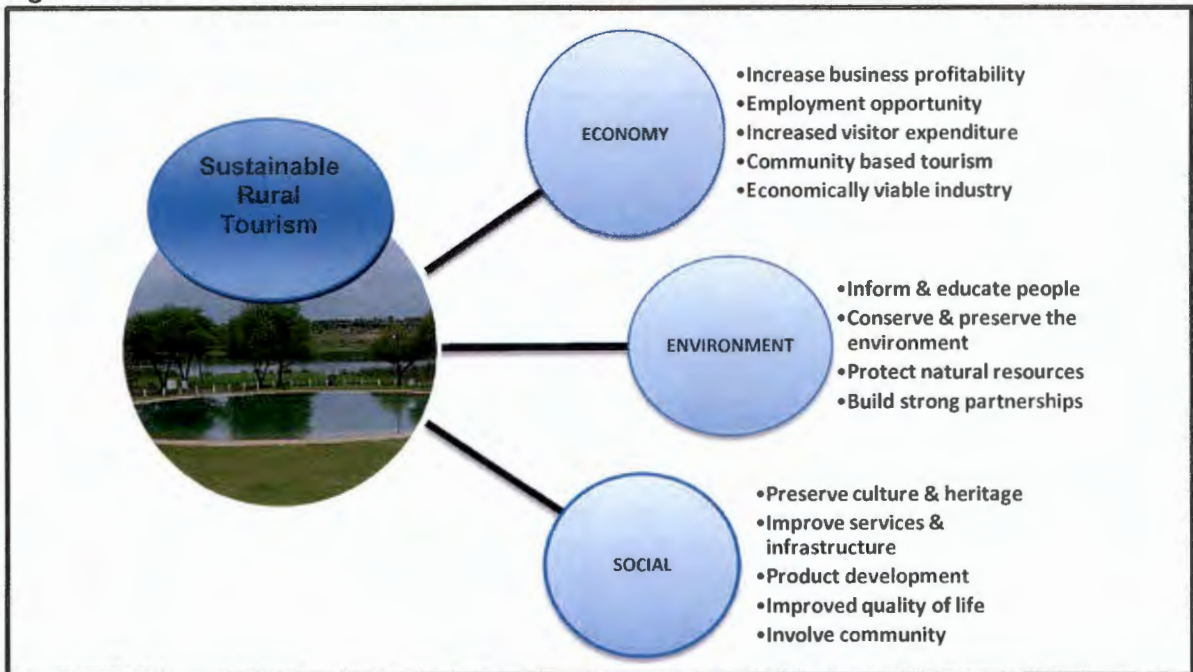 Sustainable
Rural
Tourism
ECONOMY
•Increase business profitability
•Employment opportunity
•Increased visitor expenditure
•Community based tourism
•Economically viable industry
ENVIRONMENT
•Inform & educate people
•Conserve & preserve the
environment
•Protect natural resources
•Build strong partnerships
SOCIAL
•Preserve culture & heritage
•Improve services &
infrastructure
•Product development
•Improved quality of life
•Involve community